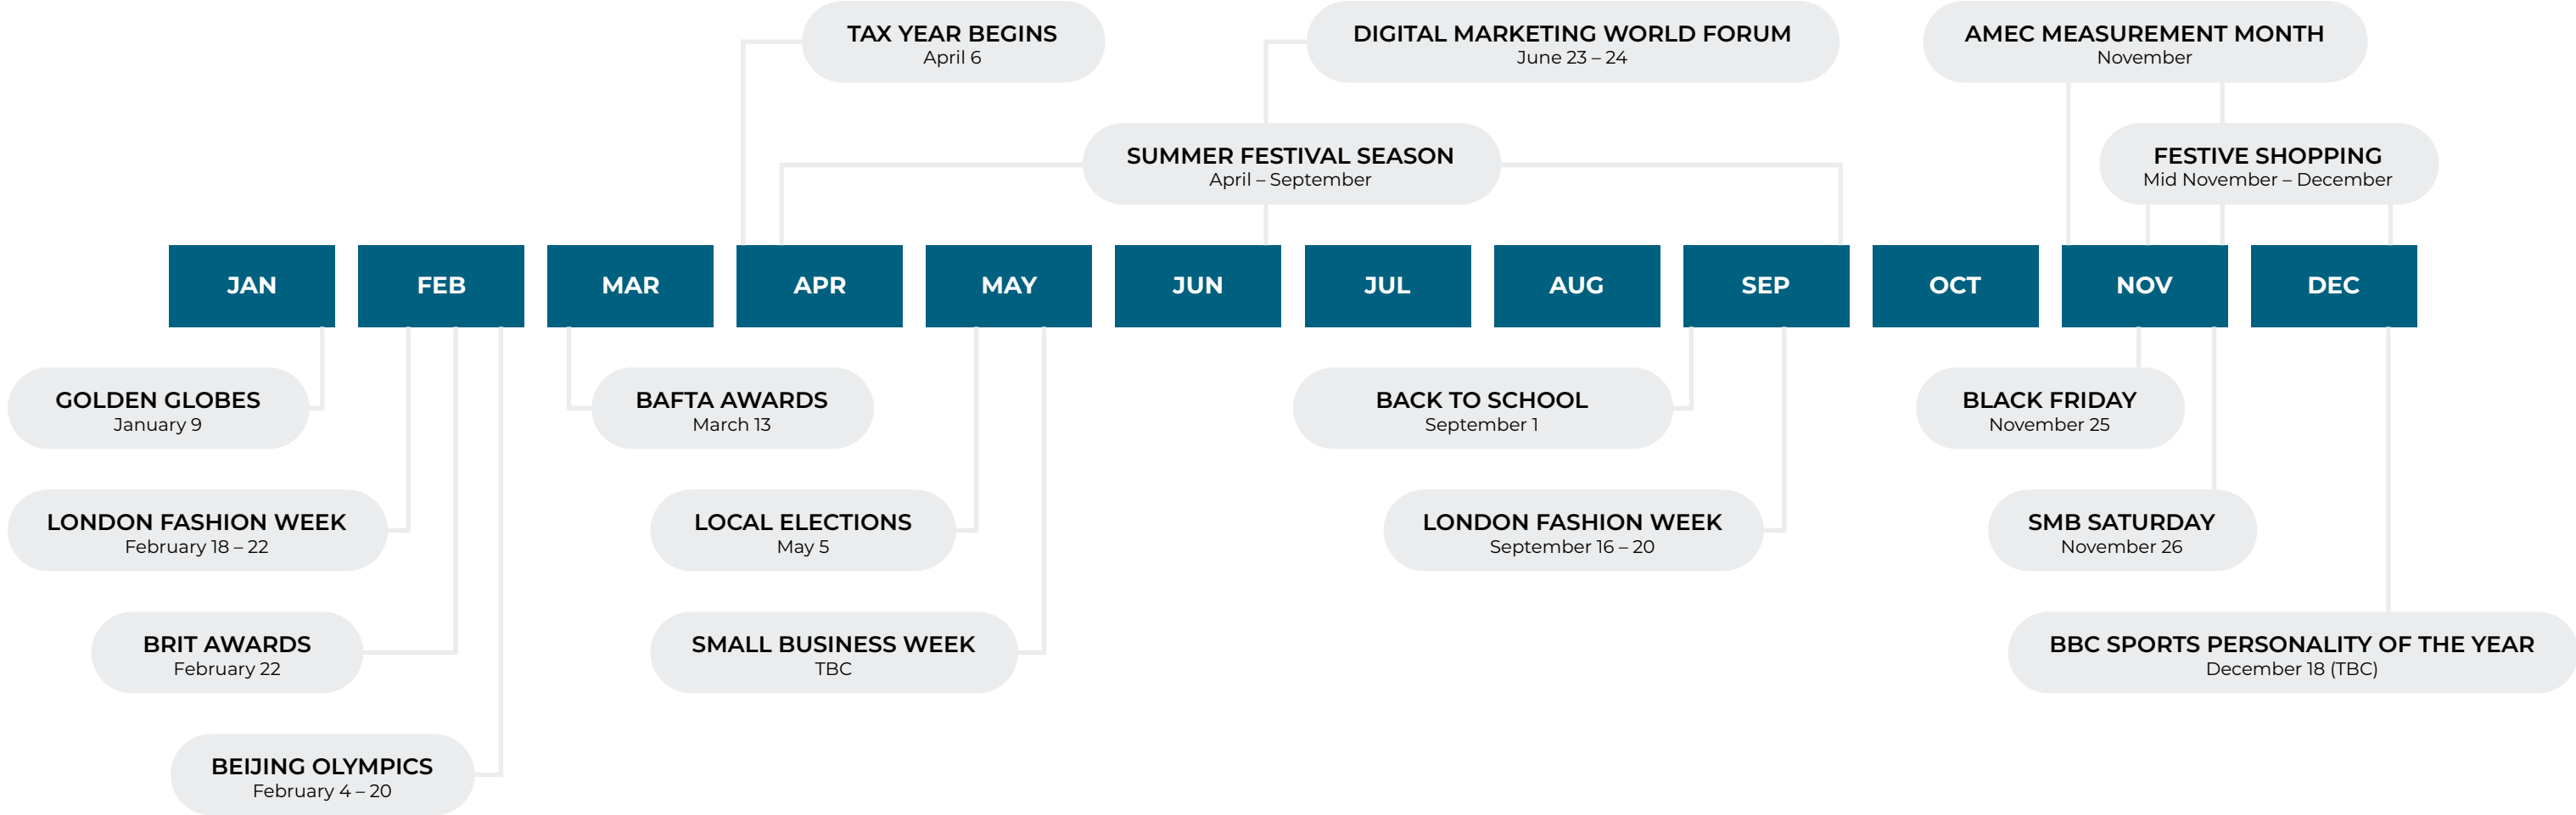 TAX YEAR BEGINS
April 6
DIGITAL MARKETING WORLD FORUM
June 23 – 24
AMEC MEASUREMENT MONTH
November
SUMMER FESTIVAL SEASON
April – September
FESTIVE SHOPPING
Mid November – December
JAN
FEB
MAR
APR
MAY
JUN
JUL
AUG
SEP
OCT
NOV
DEC
GOLDEN GLOBES
January 9
BAFTA AWARDS
March 13
BACK TO SCHOOL
September 1
BLACK FRIDAY
November 25
LONDON FASHION WEEK
February 18 – 22
LOCAL ELECTIONS
May 5
LONDON FASHION WEEK
September 16 – 20
SMB SATURDAY
November 26
BRIT AWARDS
February 22
SMALL BUSINESS WEEK
TBC
BBC SPORTS PERSONALITY OF THE YEAR
December 18 (TBC)
BEIJING OLYMPICS
February 4 – 20